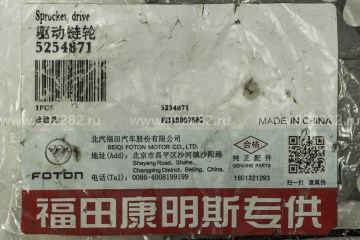 Sprocket, drive
驱动链轮
5254871
1PCS
5254871
MADE IN CHINA
北汽福田汽车股份有限公司
BEIQI FOTON MOTOR CO., LTD.
地址(Add): 北京市昌平区沙河镇沙阳路
Shayang Road, Shahe,
Changping District, Beijing, China.
电话(Tel): 0086-4008199199
FOTON
合格
纯正配件
GENUINE PARTS
1601321293
扫一扫 查真伪
福田康明斯专供